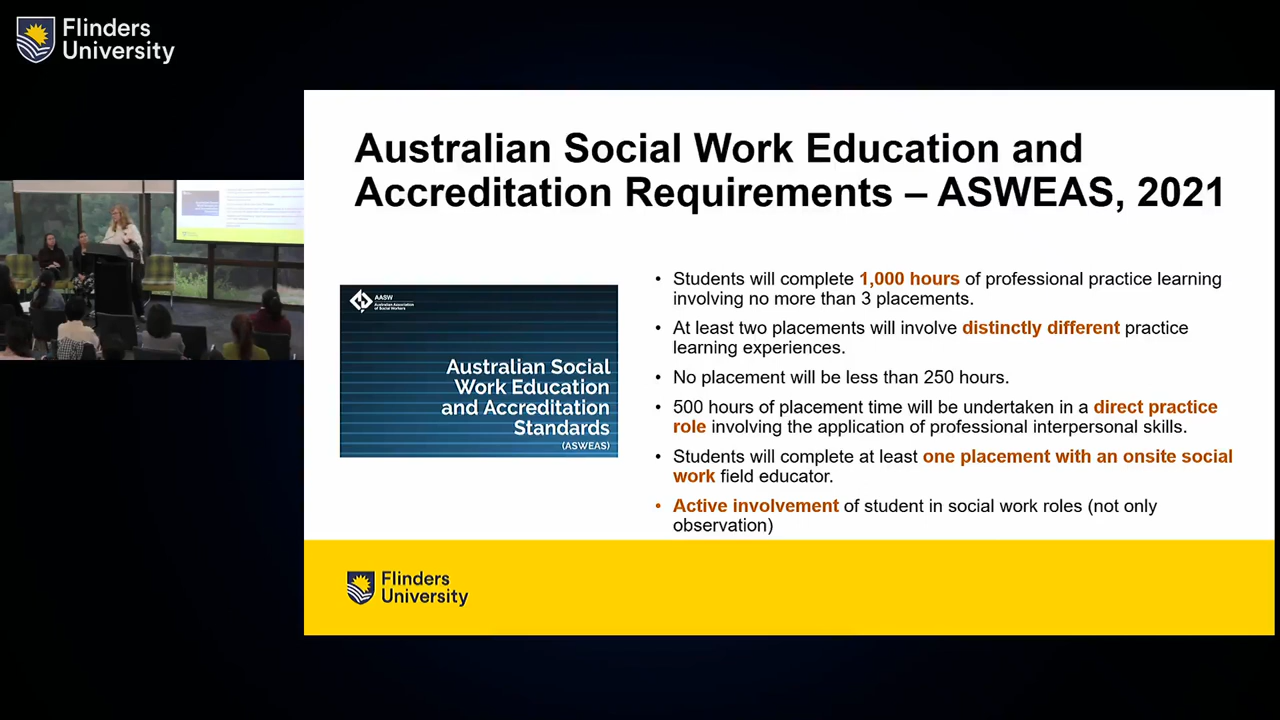 Flinders
University
Australian Social Work Education and
Accreditation Requirements – ASWEAS, 2021
AASW
Australian Association
of Social Workers
Australian Social
Work Education
and Accreditation
Standards
(ASWEAS)
• Students will complete 1,000 hours of professional practice learning
involving no more than 3 placements.
• At least two placements will involve distinctly different practice
learning experiences.
• No placement will be less than 250 hours.
• 500 hours of placement time will be undertaken in a direct practice
role involving the application of professional interpersonal skills.
• Students will complete at least one placement with an onsite social
work field educator.
• Active involvement of student in social work roles (not only
observation)
Flinders
University